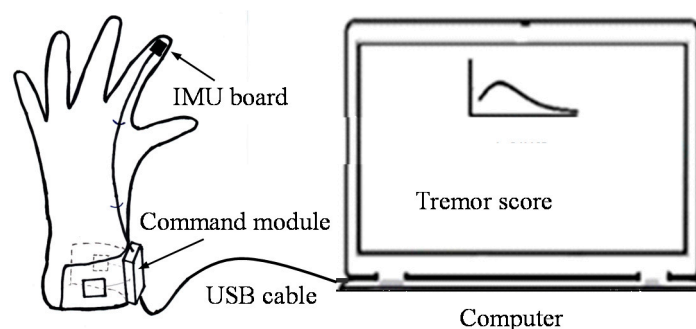 IMU board
Command module
Tremor score
USB cable
Computer